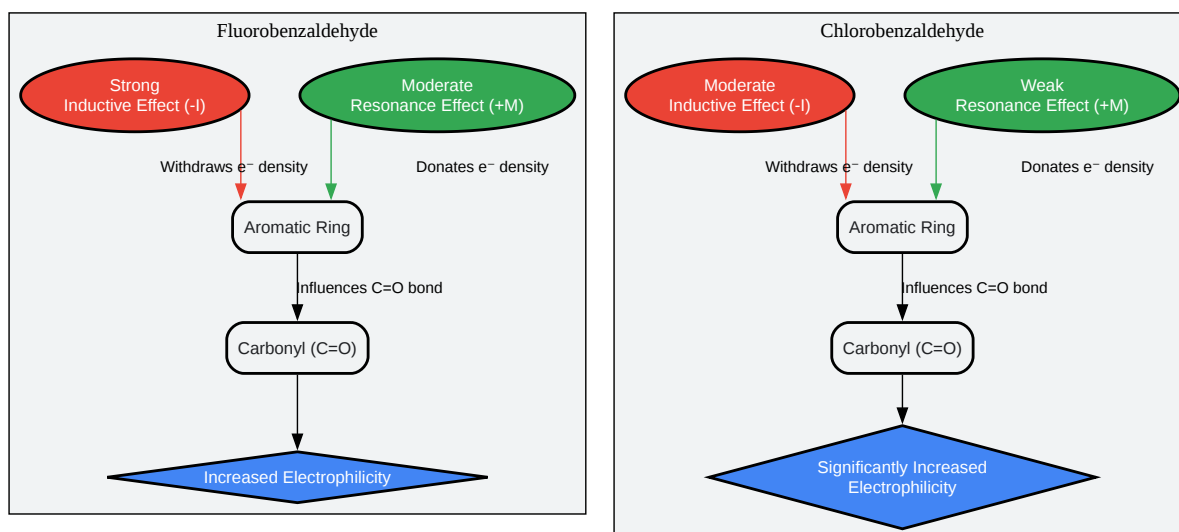 Fluorobenzaldehyde
Strong
Inductive Effect (-I)
Moderate
Resonance Effect (+M)
Withdraws e⁻ density
Donates e⁻ density
Aromatic Ring
Influences C=O bond
Carbonyl (C=O)
Increased Electrophilicity
Chlorobenzaldehyde
Moderate
Inductive Effect (-I)
Weak
Resonance Effect (+M)
Withdraws e⁻ density
Donates e⁻ density
Aromatic Ring
Influences C=O bond
Carbonyl (C=O)
Significantly Increased
Electrophilicity